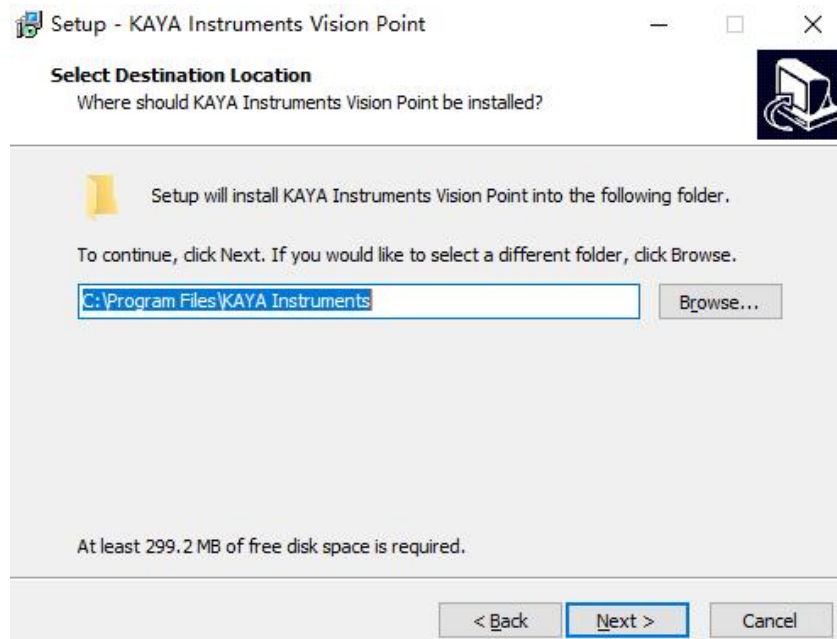 Setup - KAYA Instruments Vision Point
Select Destination Location
Where should KAYA Instruments Vision Point be installed?
Setup will install KAYA Instruments Vision Point into the following folder.
To continue, click Next. If you would like to select a different folder, click Browse.
C:\Program Files\KAYA Instruments
Browse...
At least 299.2 MB of free disk space is required.
< Back
Next >
Cancel